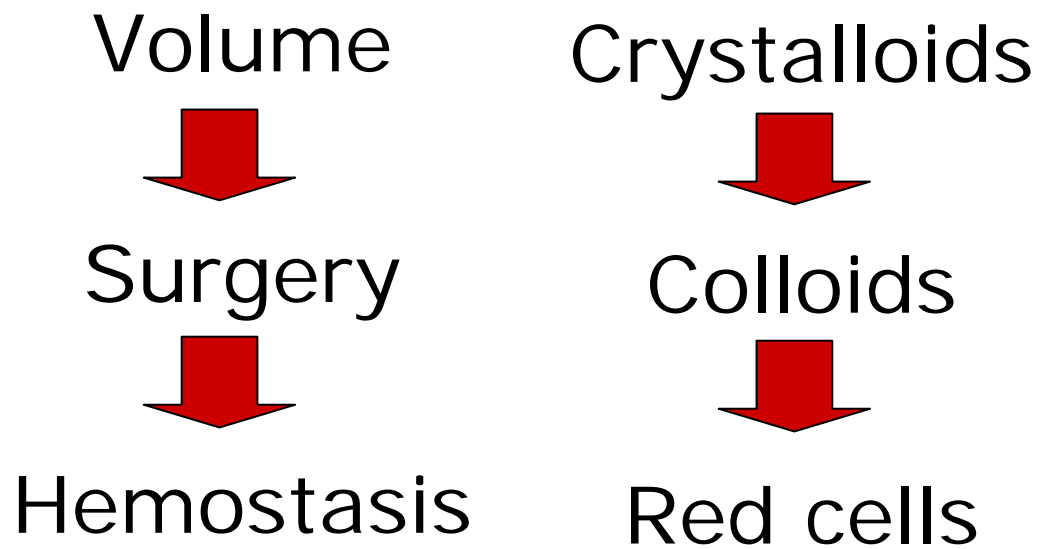 Volume
Surgery
Hemostasis
Crystalloids
Colloids
Red cells